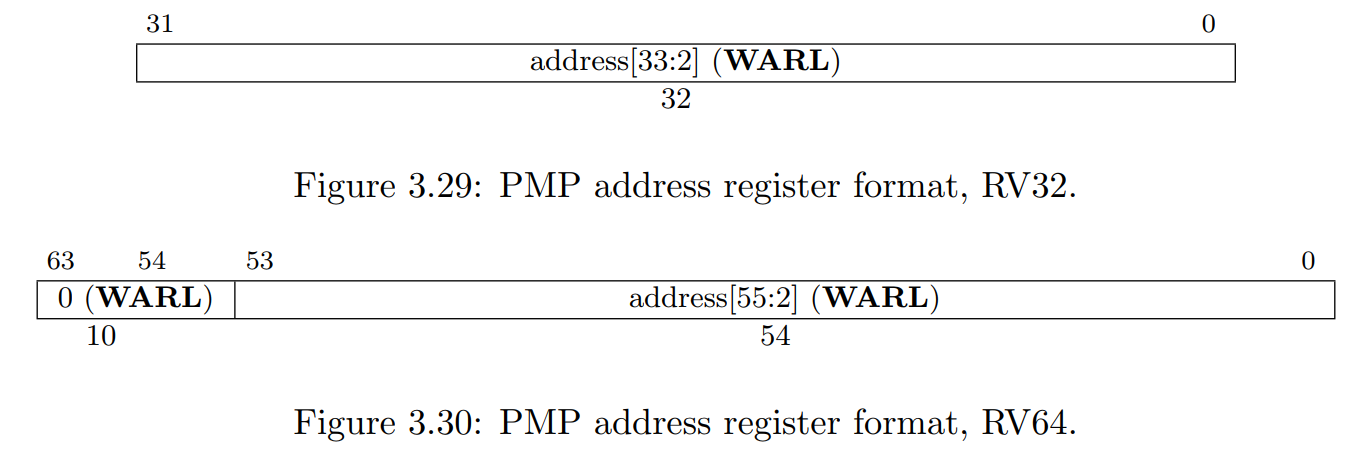 31 0
address[33:2] (WARL)
32
Figure 3.29: PMP address register format, RV32.
63 54 53 0
0 (WARL) address[55:2] (WARL)
10 54
Figure 3.30: PMP address register format, RV64.